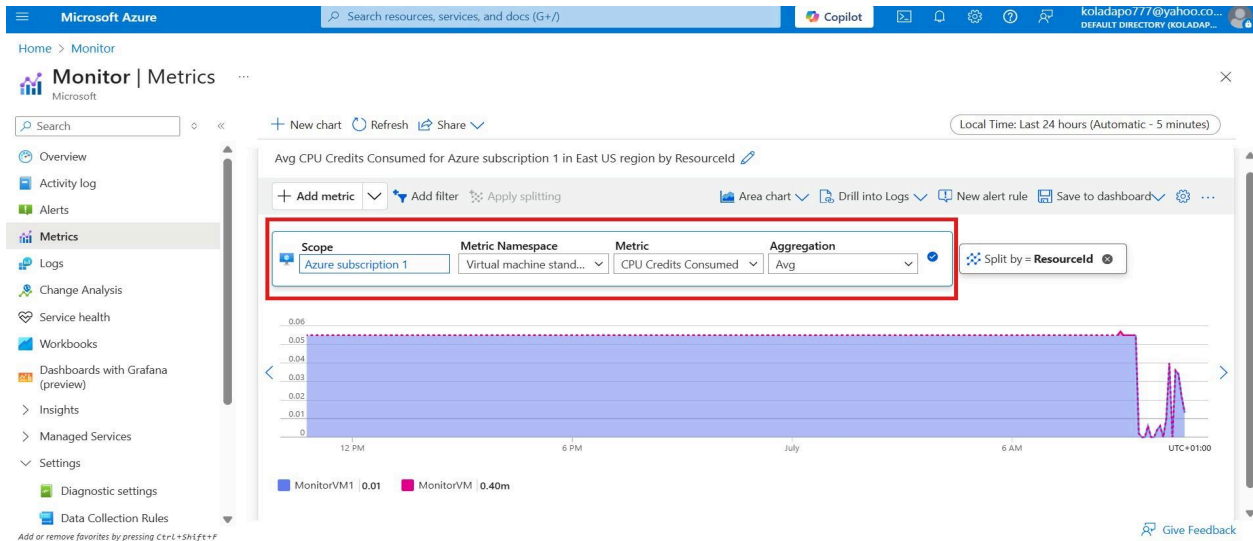 Microsoft Azure
Search resources, services, and docs (G+/)
Copilot
koladapo777@yahoo.co...
DEFAULT DIRECTORY (KOLADAP...
Home > Monitor
Monitor | Metrics ...
Microsoft
Search
+ New chart Refresh Share
Local Time: Last 24 hours (Automatic - 5 minutes)
Overview
Activity log
Alerts
Metrics
Logs
Change Analysis
Service health
Workbooks
Dashboards with Grafana
(preview)
> Insights
> Managed Services
Settings
Diagnostic settings
Data Collection Rules
Add or remove favorites by pressing Ctrl+Shift+F
Avg CPU Credits Consumed for Azure subscription 1 in East US region by ResourceId
+ Add metric Add filter Apply splitting Area chart Drill into Logs New alert rule Save to dashboard ...
Scope Metric Namespace Metric Aggregation
Azure subscription 1 Virtual machine stand... CPU Credits Consumed Avg
Split by = ResourceId
0.06
0.05
0.04
0.03
0.02
0.01
0
12 PM 6 PM July 6 AM UTC+01:00
MonitorVM1 0.01 MonitorVM 0.40m
Give Feedback